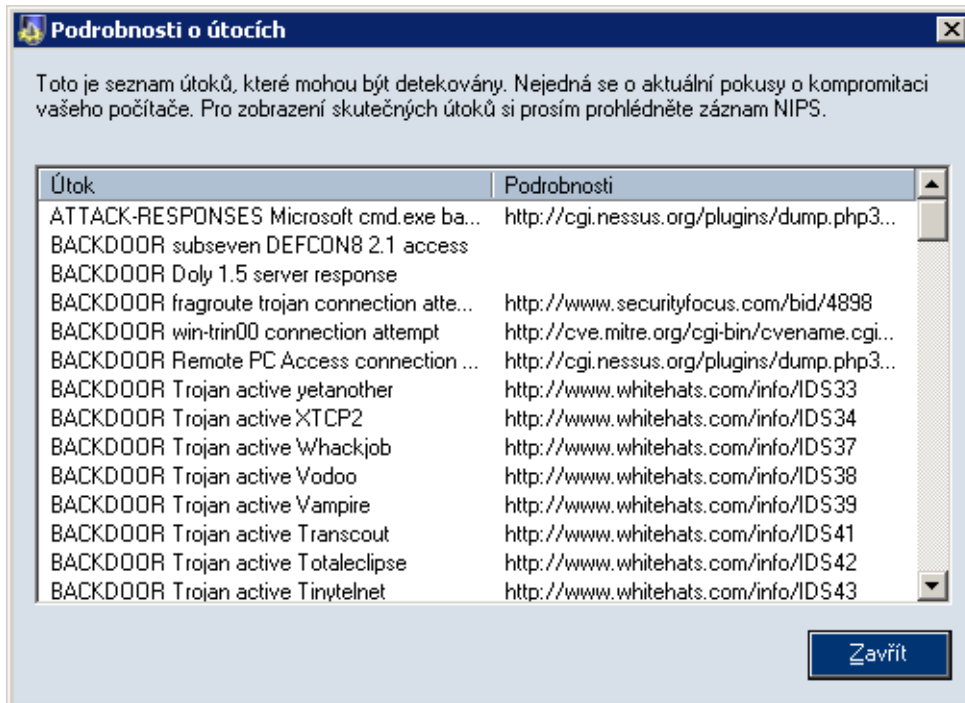 Podrobnosti o útocích
Toto je seznam útoků, které mohou být detekovány. Nejedná se o aktuální pokusy o kompromitaci
vašeho počítače. Pro zobrazení skutečných útoků si prosím prohlédněte záznam NIPS.
Útok Podrobnosti
ATTACK-RESPONSES Microsoft cmd.exe ba... http://cgi.nessus.org/plugins/dump.php3...
BACKDOOR subseven DEFCON8 2.1 access
BACKDOOR Doly 1.5 server response
BACKDOOR fragroute trojan connection atte... http://www.securityfocus.com/bid/4898
BACKDOOR win-trin00 connection attempt http://cve.mitre.org/cgi-bin/cvename.cgi...
BACKDOOR Remote PC Access connection ... http://cgi.nessus.org/plugins/dump.php3...
BACKDOOR Trojan active yetanother http://www.whitehats.com/info/IDS33
BACKDOOR Trojan active XTCP2 http://www.whitehats.com/info/IDS34
BACKDOOR Trojan active Whackjob http://www.whitehats.com/info/IDS37
BACKDOOR Trojan active Vodoo http://www.whitehats.com/info/IDS38
BACKDOOR Trojan active Vampire http://www.whitehats.com/info/IDS39
BACKDOOR Trojan active Transcout http://www.whitehats.com/info/IDS41
BACKDOOR Trojan active Totaleclipse http://www.whitehats.com/info/IDS42
BACKDOOR Trojan active Tinytelnet http://www.whitehats.com/info/IDS43
Zavřít